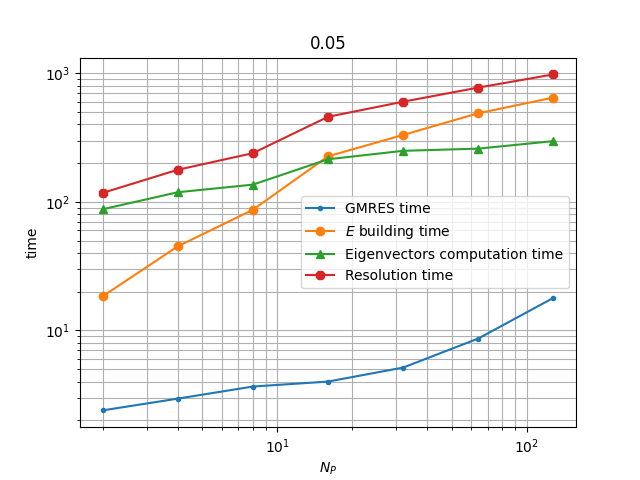 0.05
10³
10²
10¹
time
GMRES time
E building time
Eigenvectors computation time
Resolution time
10¹
10²
N_P